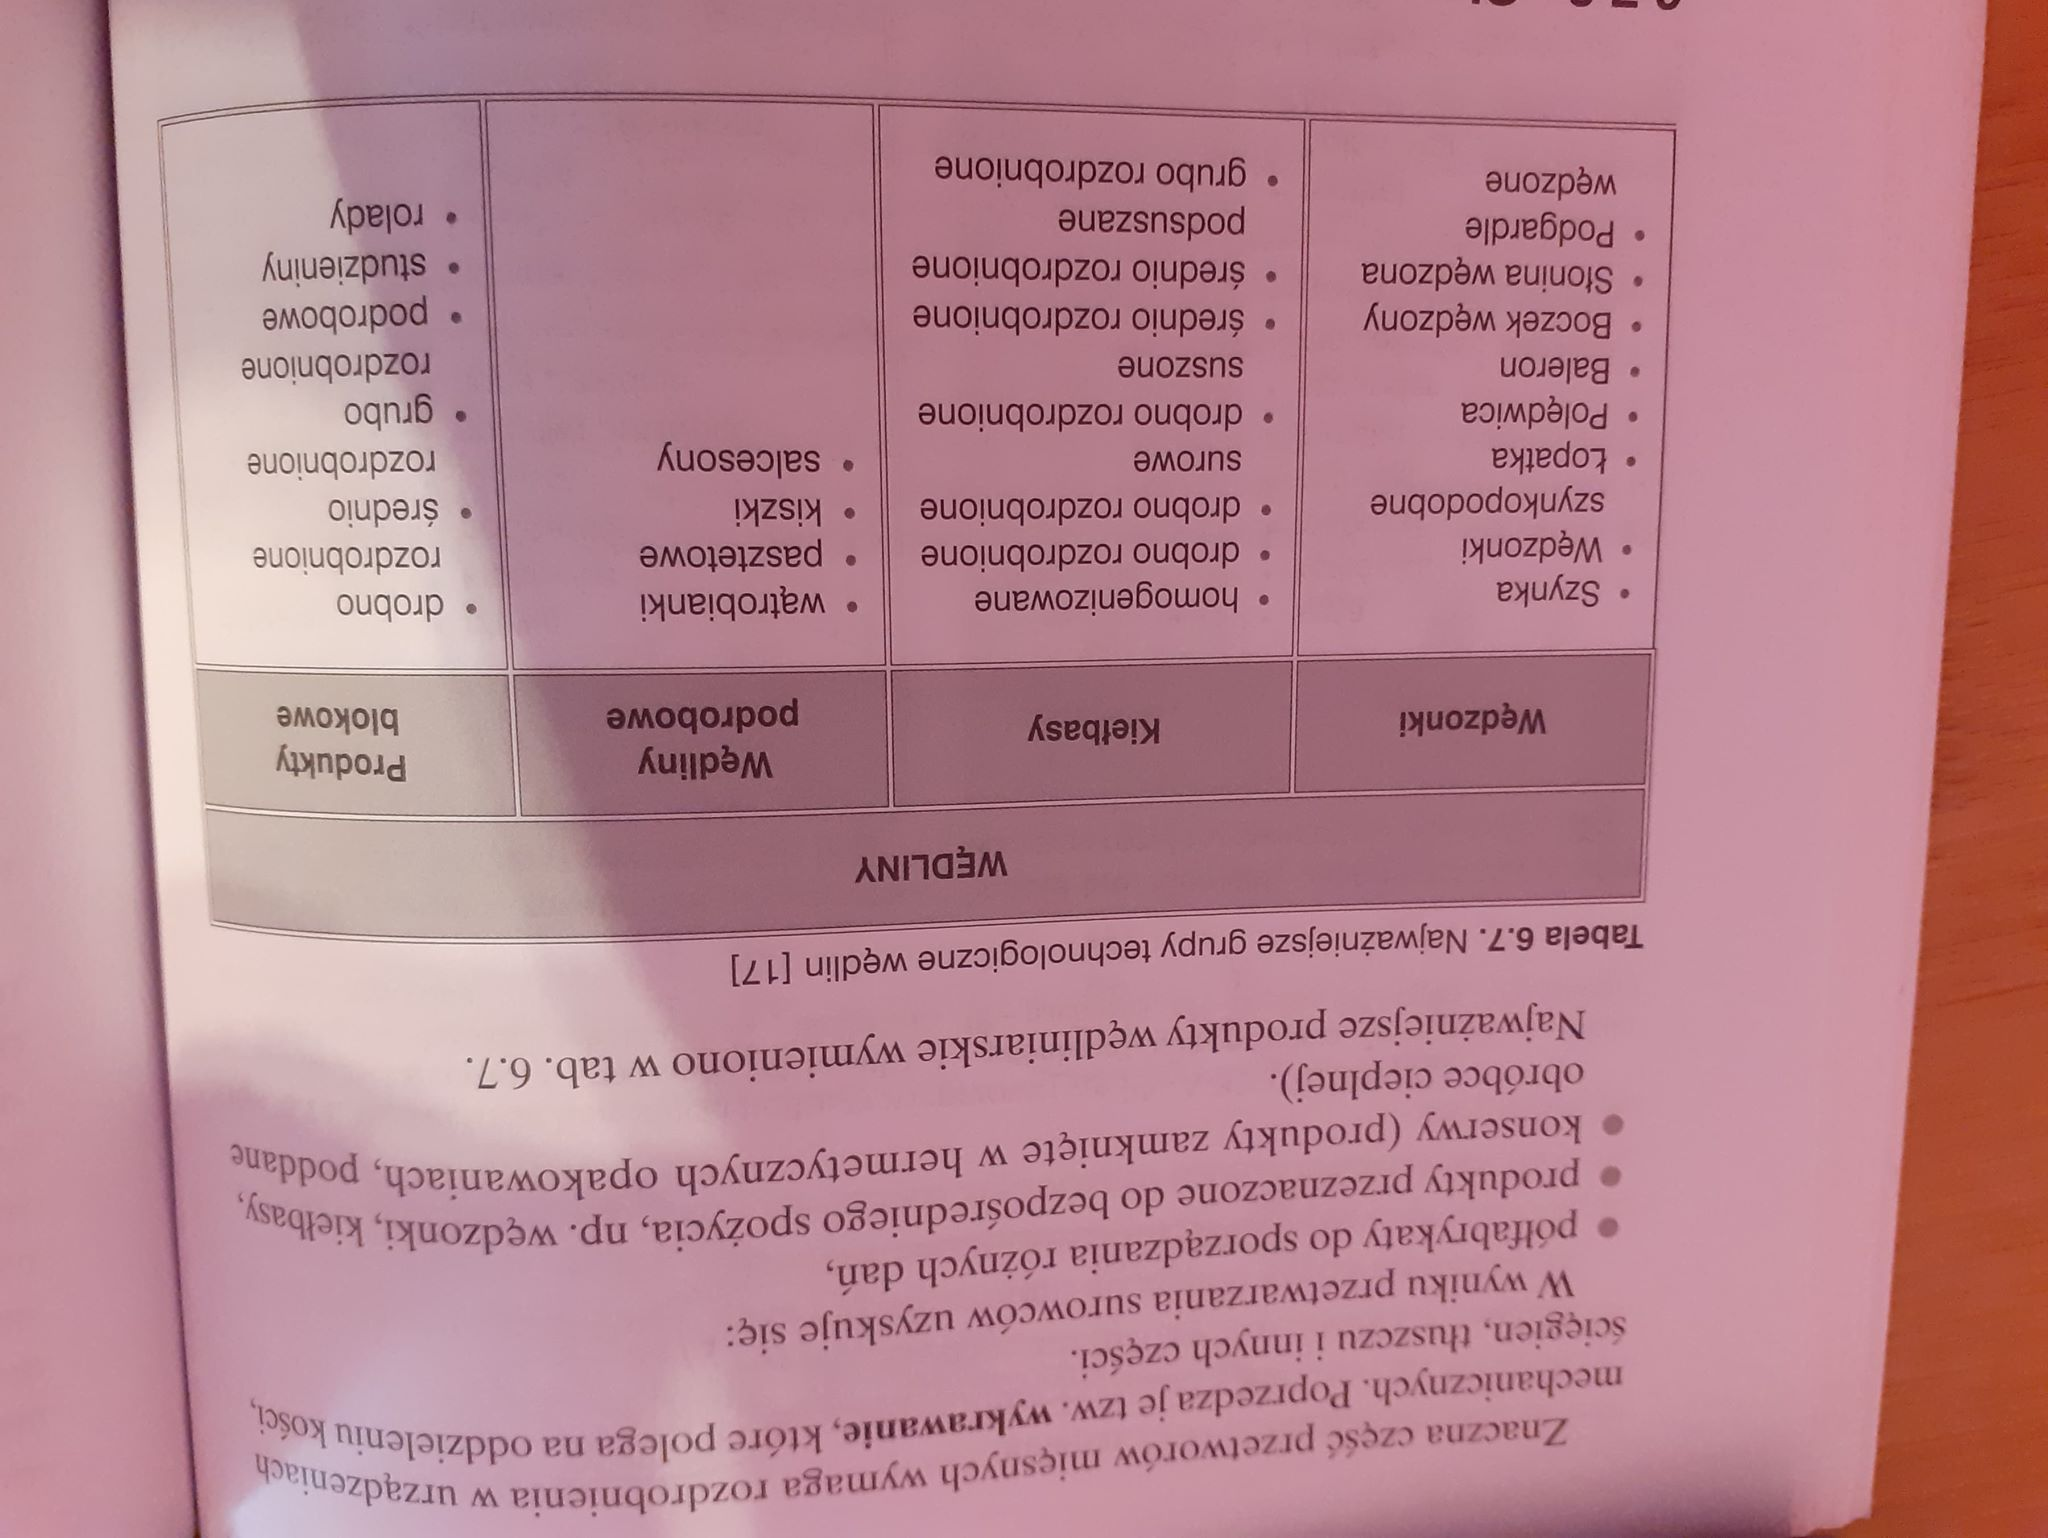 Znaczna część przetworów mięsnych wymaga rozdrobnienia w urządzeniach
mechanicznych. Poprzedza je tzw. wykrawanie, które polega na oddzieleniu kości,
ścięgien, tłuszczu i innych części.
W wyniku przetwarzania surowców uzyskuje się:
● półfabrykaty do sporządzania różnych dań,
● produkty przeznaczone do bezpośredniego spożycia, np. wędzonki, kiełbasy,
● konserwy (produkty zamknięte w hermetycznych opakowaniach, poddane
obróbce cieplnej).
Najważniejsze produkty wędliniarskie wymieniono w tab. 6.7.
Tabela 6.7. Najważniejsze grupy technologiczne wędlin [17]
WĘDLINY
Wędzonki
Kiełbasy
Wędliny
podrobowe
Produkty
blokowe
• Szynka
• Wędzonki
szynkopodobne
• Łopatka
• Polędwica
• Baleron
• Boczek wędzony
• Słonina wędzona
• Podgardle
wędzone
• homogenizowane
• drobno rozdrobnione
• drobno rozdrobnione
surowe
• drobno rozdrobnione
suszone
• średnio rozdrobnione
• średnio rozdrobnione
podsuszane
• grubo rozdrobnione
• wątrobianki
• pasztetowe
• kiszki
• salcesony
• drobno
rozdrobnione
• średnio
rozdrobnione
• grubo
rozdrobnione
• podrobowe
• studzieniny
• rolady